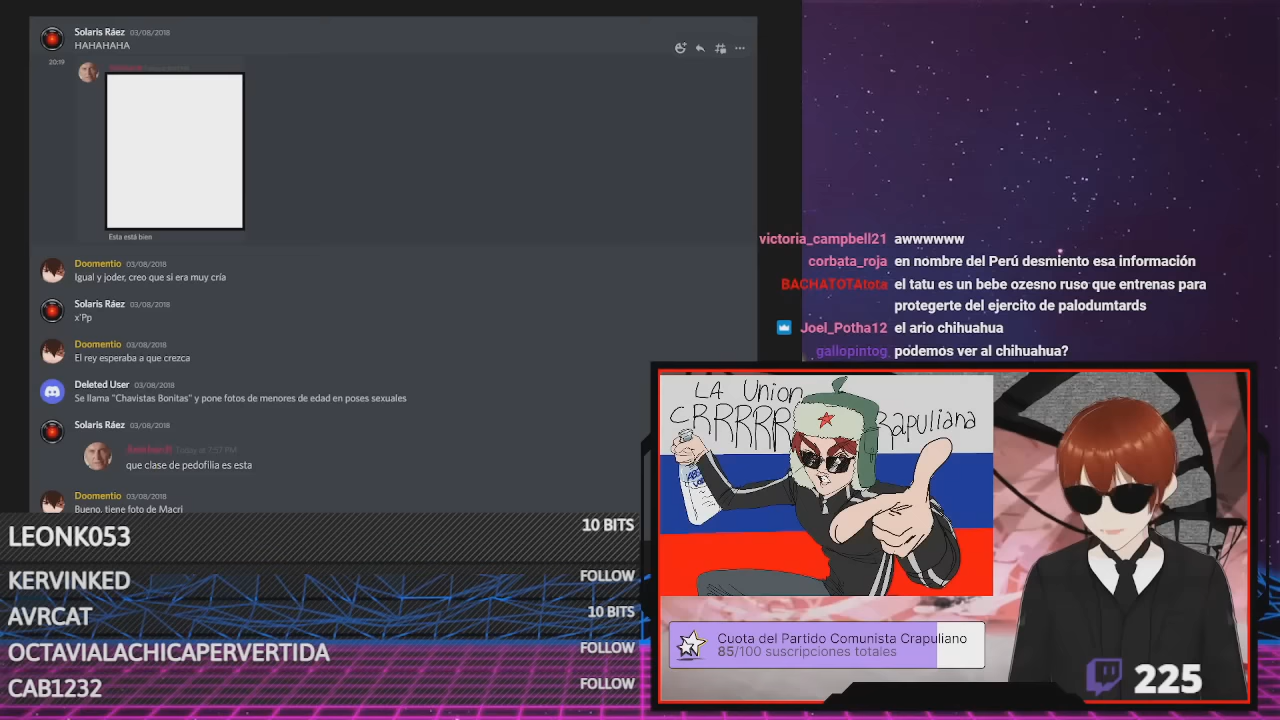 Solaris Ráez 03/08/2018
HAHAHAHA
20:19
Esta está bien
Doomentio 03/08/2018
Igual y joder, creo que si era muy cría
Solaris Ráez 03/08/2018
x'Pp
Doomentio 03/08/2018
El rey esperaba a que crezca
Deleted User 03/08/2018
Se llama "Chavistas Bonitas" y pone fotos de menores de edad en poses sexuales
Solaris Ráez 03/08/2018
Today at 7:57 PM
que clase de pedofilia es esta
Doomentio 03/08/2018
Bueno, tiene foto de Macri
LEONK053 10 BITS
KERVINKED FOLLOW
AVRCAT 10 BITS
OCTAVIALACHICAPERVERTIDA FOLLOW
CAB1232 FOLLOW
victoria_campbell21 awwwwww
corbata_roja en nombre del Perú desmiento esa información
BACHATOTAtota el tatu es un bebe ozesno ruso que entrenas para
protegerte del ejercito de palodumtards
Joel_Potha12 el ario chihuahua
gallopintog podemos ver al chihuahua?
LA Union
CRRRRR rapuliana
Cuota del Partido Comunista Crapuliano
85/100 suscripciones totales
225